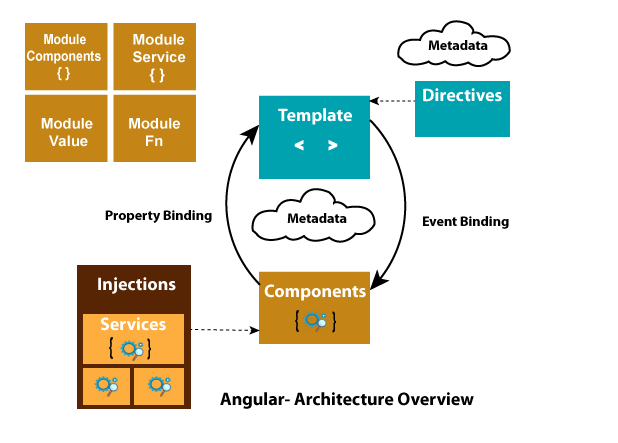 Module
Components
{ }
Module
Service
{ }
Module
Value
Module
Fn
Metadata
Directives
Template
< >
Property Binding
Metadata
Event Binding
Injections
Services
{ }
Components
{ }
Angular- Architecture Overview